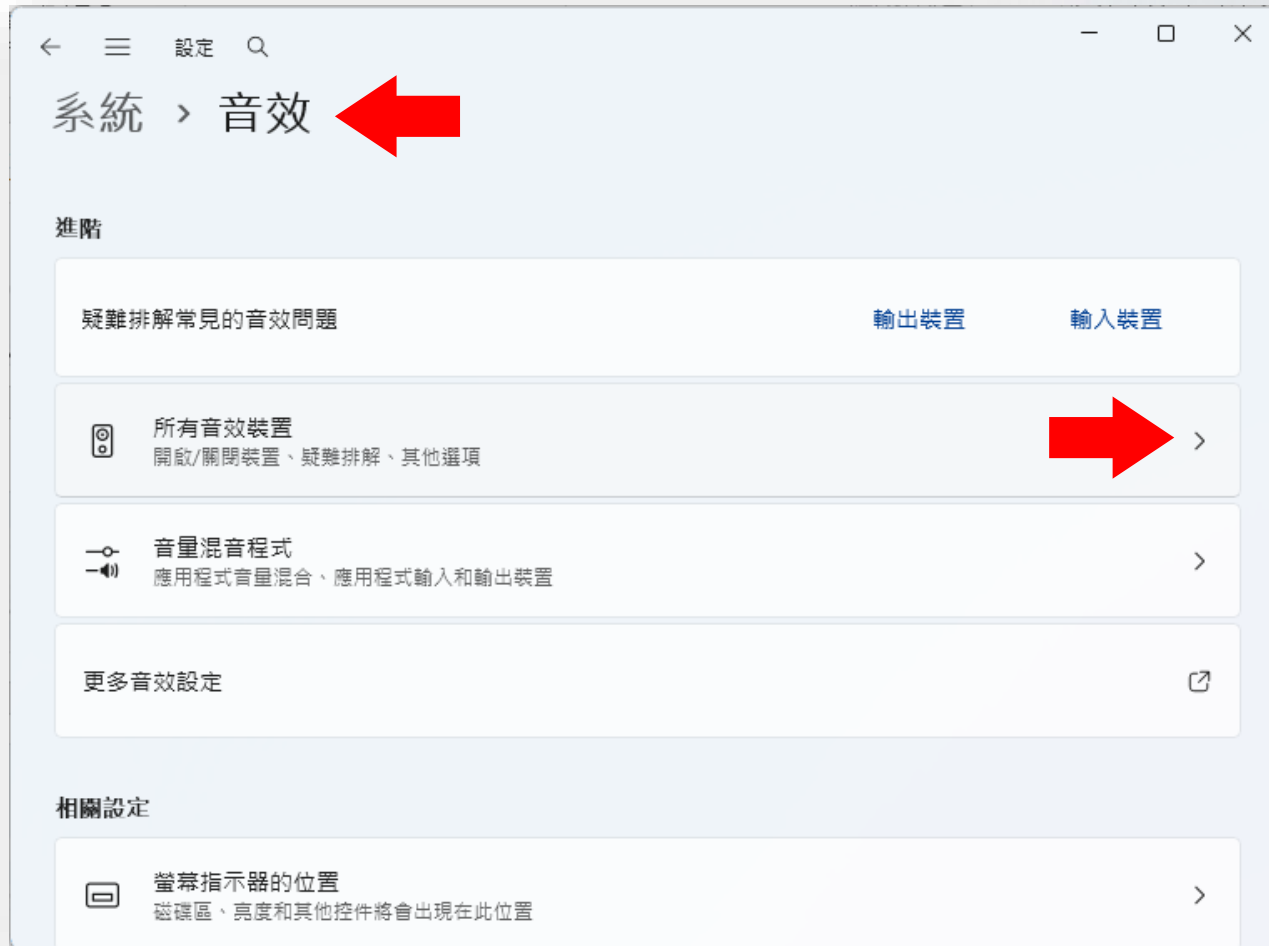 設定
系統 › 音效
進階
疑難排解常見的音效問題 輸出裝置 輸入裝置
所有音效裝置
開啟/關閉裝置、疑難排解、其他選項
音量混音程式
應用程式音量混合、應用程式輸入和輸出裝置
更多音效設定
相關設定
螢幕指示器的位置
磁碟區、亮度和其他控件將會出現在此位置